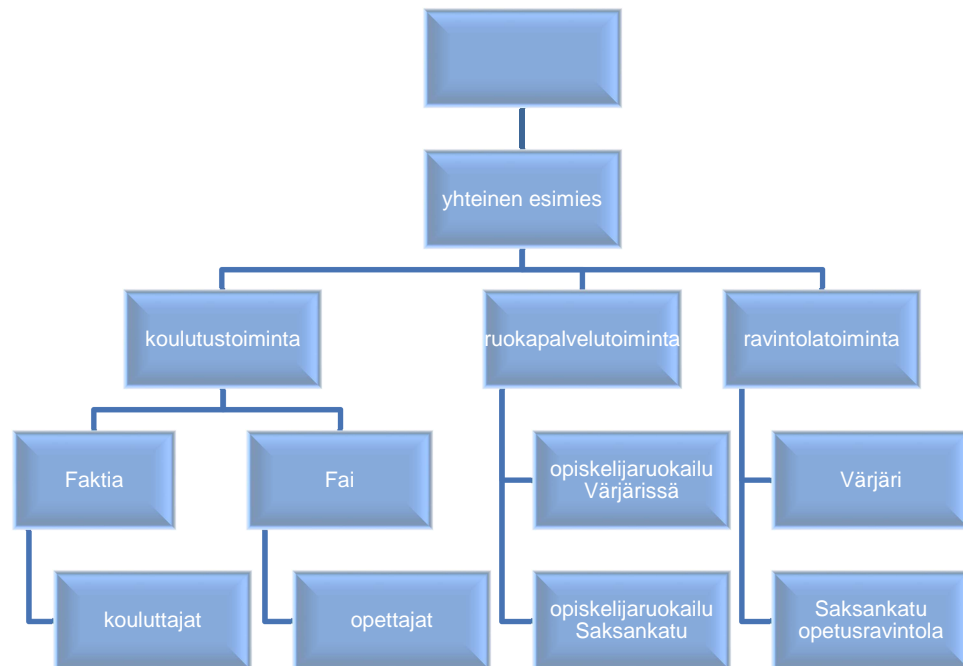 yhteinen esimies
koulutustoiminta
ruokapalvelutoiminta
ravintolatoiminta
Faktia
Fai
opiskelijaruokailu
Värjärissä
Värjäri
kouluttajat
opettajat
opiskelijaruokailu
Saksankatu
Saksankatu
opetusravintola